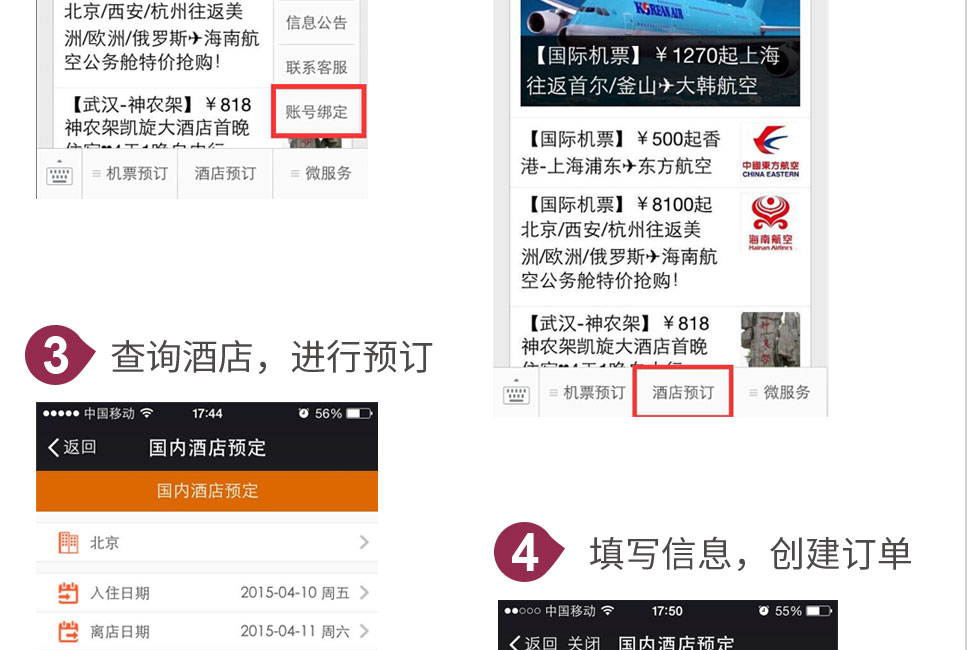 北京/西安/杭州往返美
洲/欧洲/俄罗斯✈海南航
空公务舱特价抢购！
【武汉-神农架】￥818
神农架凯旋大酒店首晚
信息公告
联系客服
账号绑定
机票预订
酒店预订
微服务
KOREAN AIR
【国际机票】￥1270起上海
往返首尔/釜山✈大韩航空
【国际机票】￥500起香
港-上海浦东✈东方航空
中國東方航空
CHINA EASTERN
【国际机票】￥8100起
北京/西安/杭州往返美
洲/欧洲/俄罗斯✈海南航
空公务舱特价抢购！
海南航空
Hainan Airlines
【武汉-神农架】￥818
神农架凯旋大酒店首晚
机票预订
酒店预订
微服务
3 查询酒店，进行预订
中国移动 17:44 56%
返回 国内酒店预定
国内酒店预定
北京
入住日期 2015-04-10 周五
离店日期 2015-04-11 周六
4 填写信息，创建订单
中国移动 17:50 55%
返回 关闭 国内酒店预定